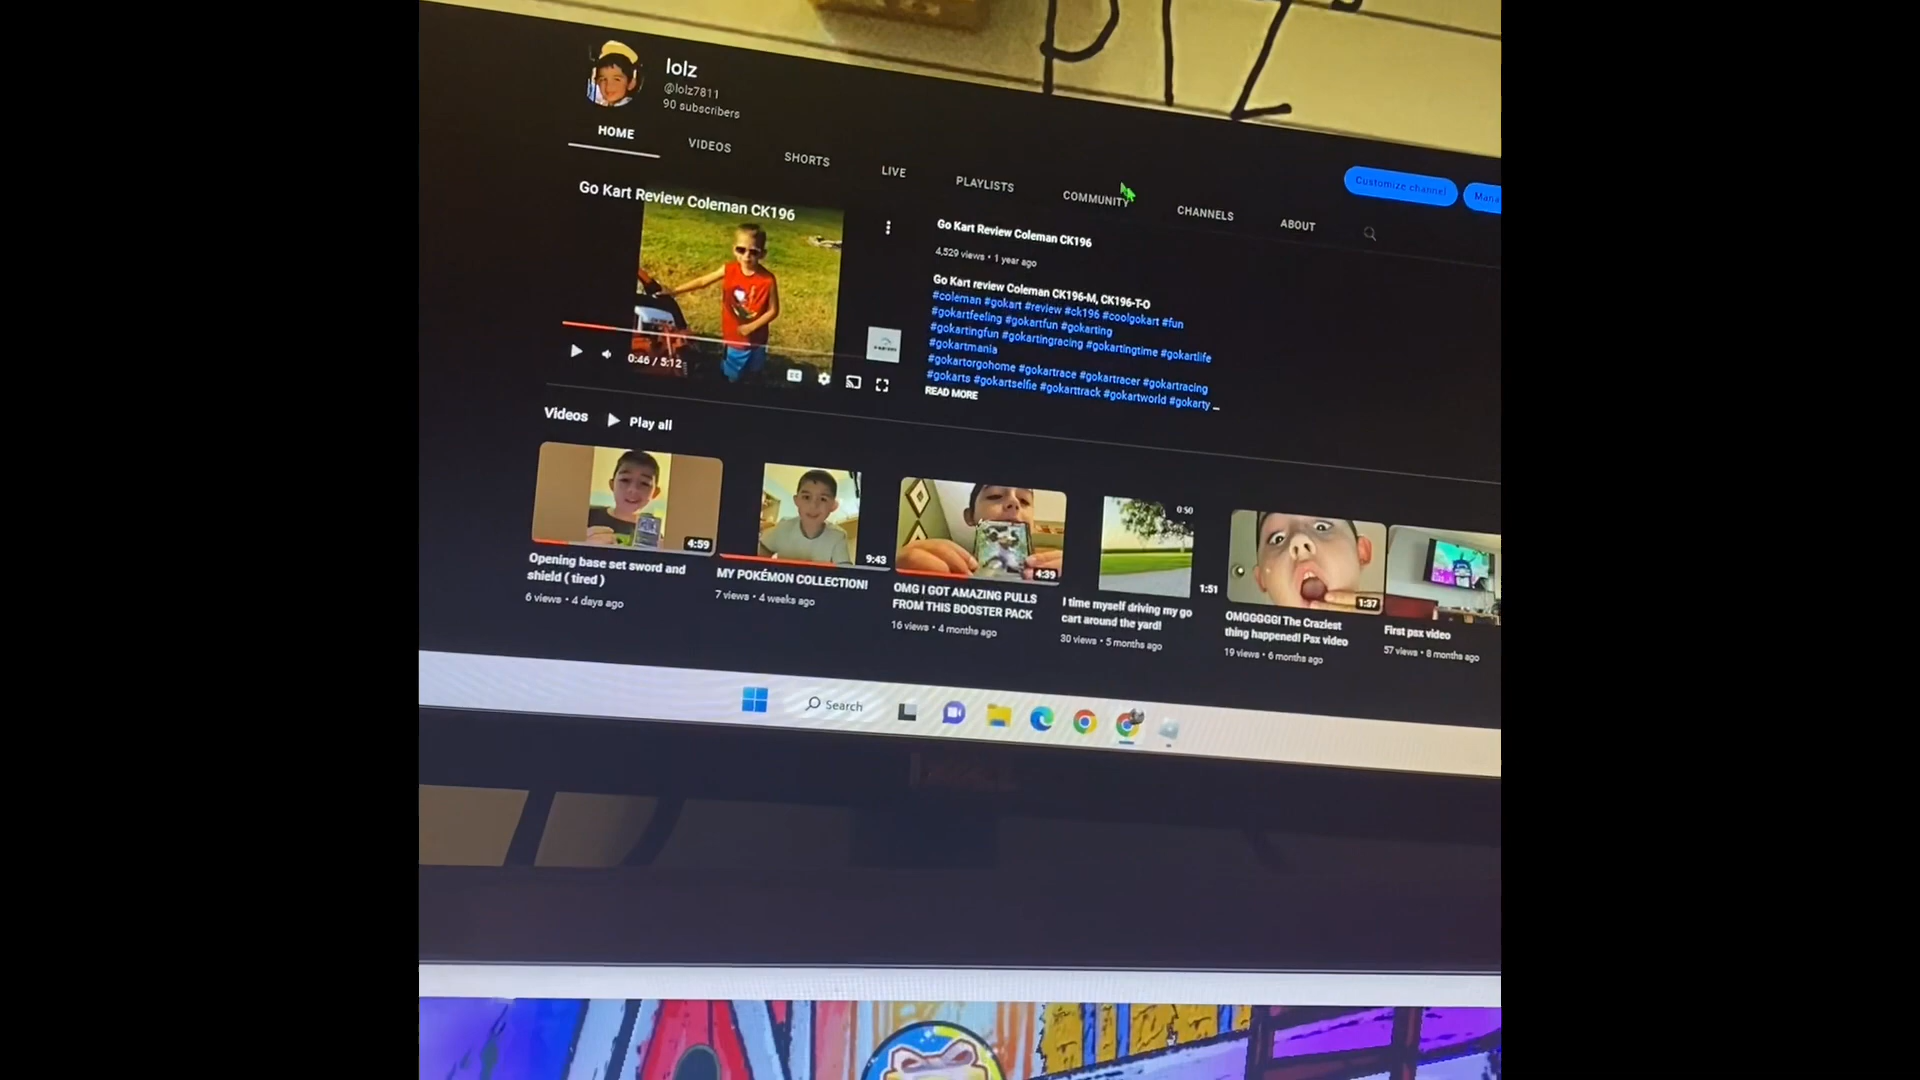 plz
lolz
@lolz7811
90 subscribers
HOME
VIDEOS
SHORTS
LIVE
PLAYLISTS
COMMUNITY
CHANNELS
ABOUT
Customize channel
Mana
Go Kart Review Coleman CK196
0:46 / 5:12
CC
Go Kart Review Coleman CK196
4,529 views • 1 year ago
Go Kart review Coleman CK196-M, CK196-T-O
#coleman #gokart #review #ck196 #coolgokart #fun
#gokartfeeling #gokartfun #gokarting
#gokartingfun #gokartingracing #gokartingtime #gokartlife
#gokartmania
#gokartorgohome #gokartrace #gokartracer #gokartracing
#gokarts #gokartselfie #gokarttrack #gokartworld #gokarty ...
READ MORE
Videos
Play all
4:59
Opening base set sword and
shield ( tired )
6 views • 4 days ago
9:43
MY POKÉMON COLLECTION!
7 views • 4 weeks ago
4:39
OMG I GOT AMAZING PULLS
FROM THIS BOOSTER PACK
16 views • 4 months ago
0:50
1:51
I time myself driving my go
cart around the yard!
30 views • 5 months ago
1:37
OMGGGGG! The Craziest
thing happened! Psx video
19 views • 6 months ago
First psx video
57 views • 8 months ago
Search